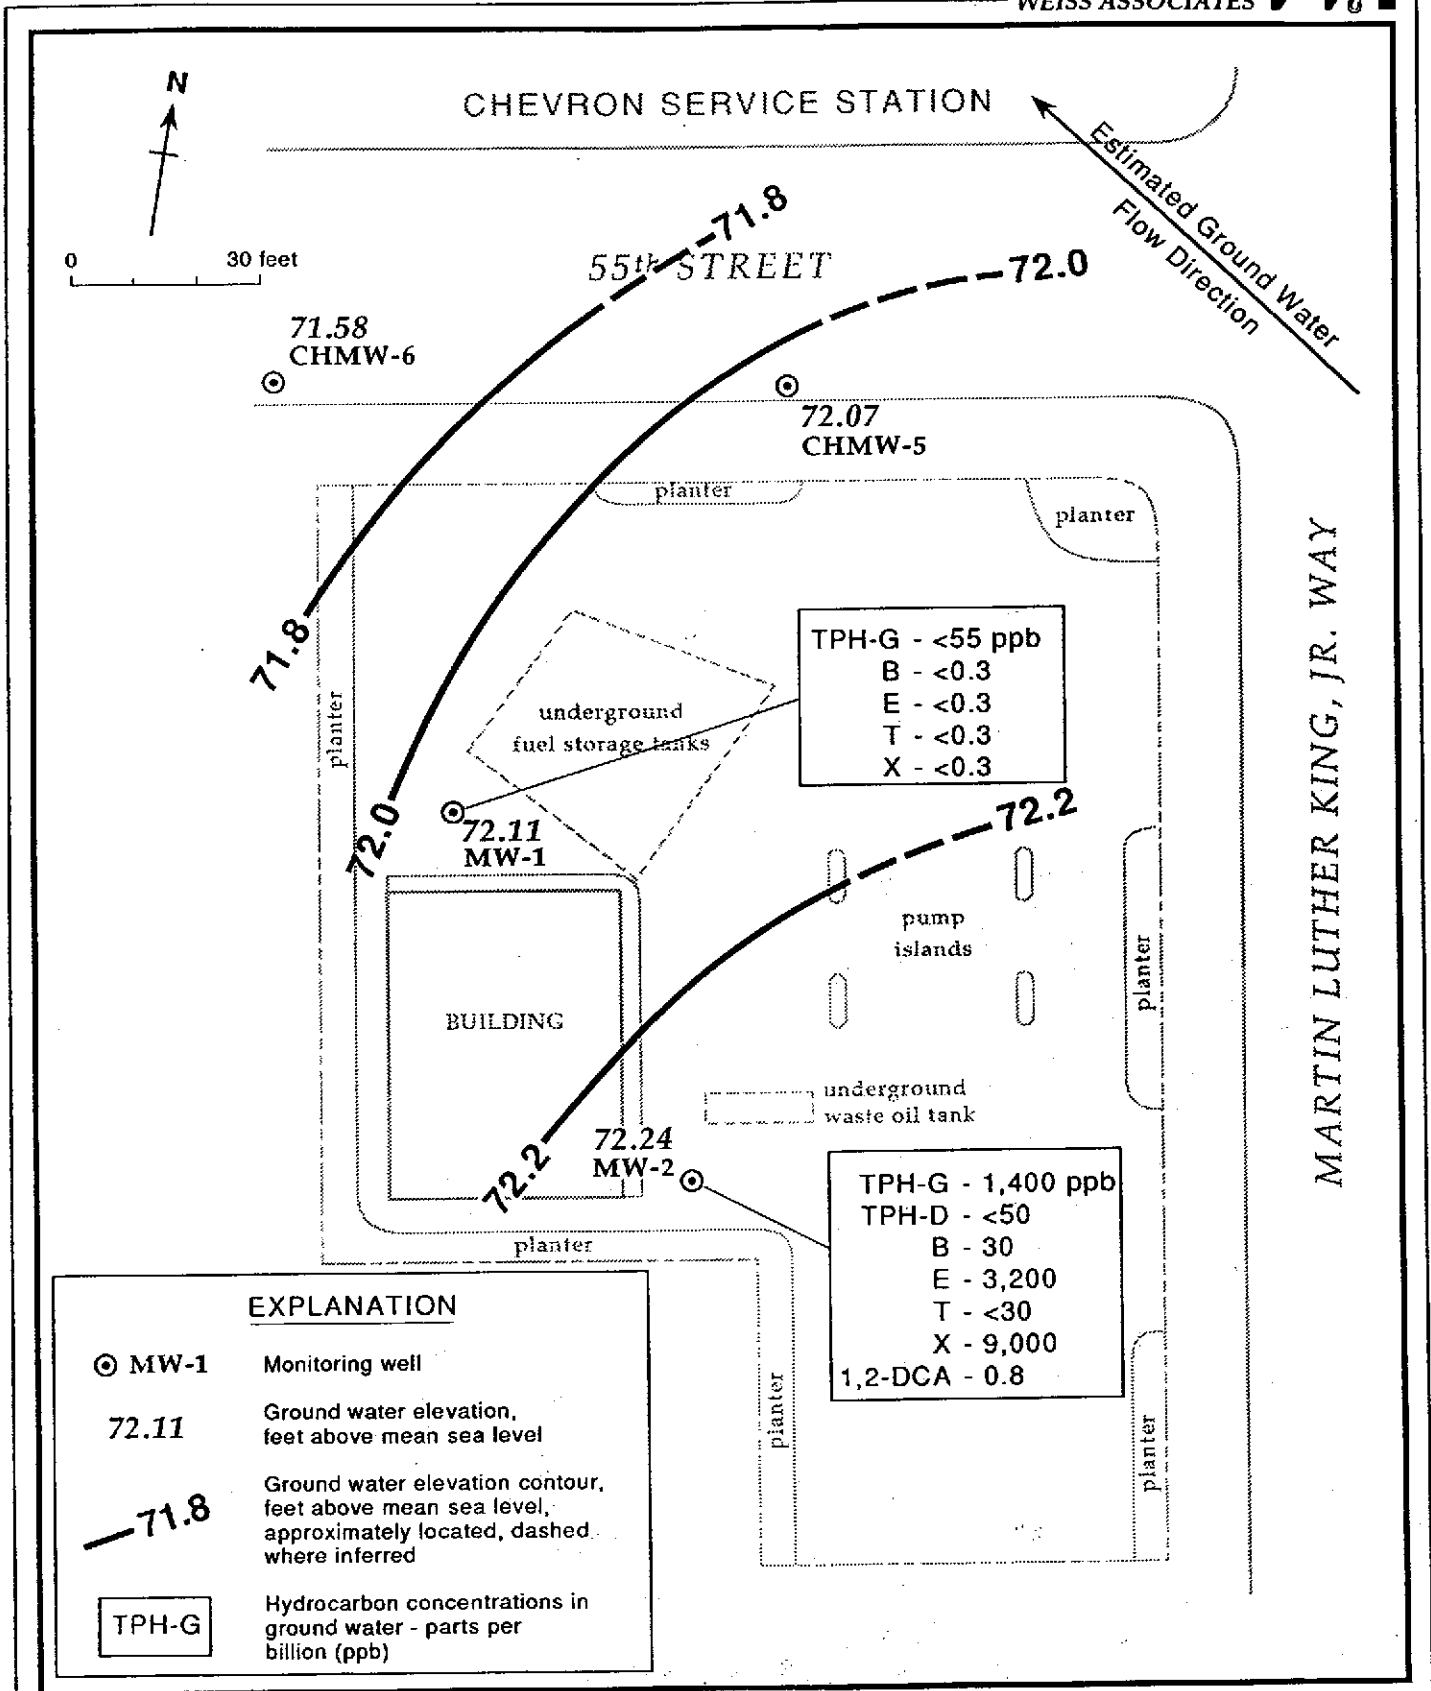 WEISS ASSOCIATES
N
CHEVRON SERVICE STATION
Estimated Ground Water
Flow Direction
0 30 feet
71.8
55th STREET
72.0
71.58
CHMW-6
72.07
CHMW-5
planter
planter
MARTIN LUTHER KING, JR. WAY
71.8
TPH-G - <55 ppb
B - <0.3
E - <0.3
T - <0.3
X - <0.3
planter
underground
fuel storage tanks
72.0
72.11
MW-1
72.2
pump
islands
planter
BUILDING
underground
waste oil tank
72.24
MW-2
72.2
TPH-G - 1,400 ppb
TPH-D - <50
B - 30
E - 3,200
T - <30
X - 9,000
1,2-DCA - 0.8
planter
planter
planter
EXPLANATION
MW-1 Monitoring well
72.11 Ground water elevation,
feet above mean sea level
71.8 Ground water elevation contour,
feet above mean sea level,
approximately located, dashed
where inferred
TPH-G Hydrocarbon concentrations in
ground water - parts per
billion (ppb)